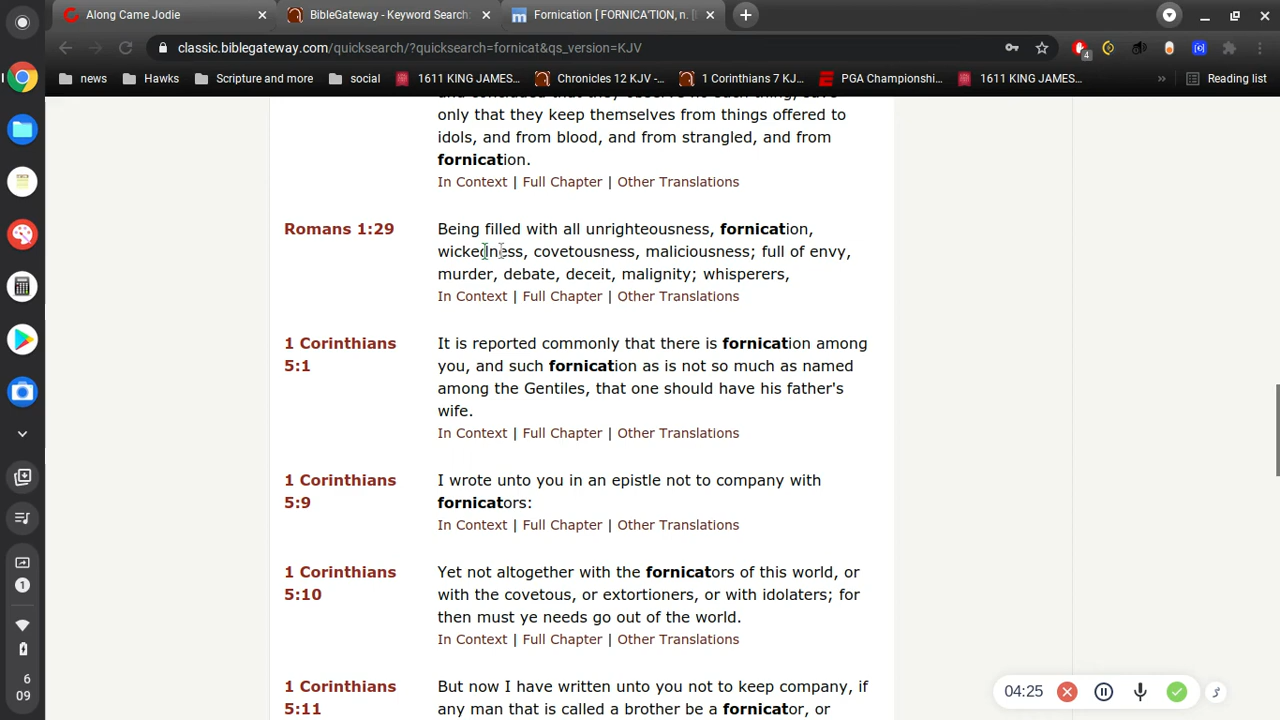 Along Came Jodie
BibleGateway - Keyword Search:
Fornication [ FORNICA'TION, n. [
classic.biblegateway.com/quicksearch/?quicksearch=fornicat&qs_version=KJV
4
news
Hawks
Scripture and more
social
1611 KING JAMES...
Chronicles 12 KJV -...
1 Corinthians 7 KJ...
PGA Championshi...
1611 KING JAMES...
Reading list
only that they keep themselves from things offered to
idols, and from blood, and from strangled, and from
fornication.
In Context | Full Chapter | Other Translations
Romans 1:29
Being filled with all unrighteousness, fornication,
wickedness, covetousness, maliciousness; full of envy,
murder, debate, deceit, malignity; whisperers,
In Context | Full Chapter | Other Translations
1 Corinthians
5:1
It is reported commonly that there is fornication among
you, and such fornication as is not so much as named
among the Gentiles, that one should have his father's
wife.
In Context | Full Chapter | Other Translations
1 Corinthians
5:9
I wrote unto you in an epistle not to company with
fornicators:
In Context | Full Chapter | Other Translations
1 Corinthians
5:10
Yet not altogether with the fornicators of this world, or
with the covetous, or extortioners, or with idolaters; for
then must ye needs go out of the world.
In Context | Full Chapter | Other Translations
1 Corinthians
5:11
But now I have written unto you not to keep company, if
any man that is called a brother be a fornicator, or
1
6
09
04:25